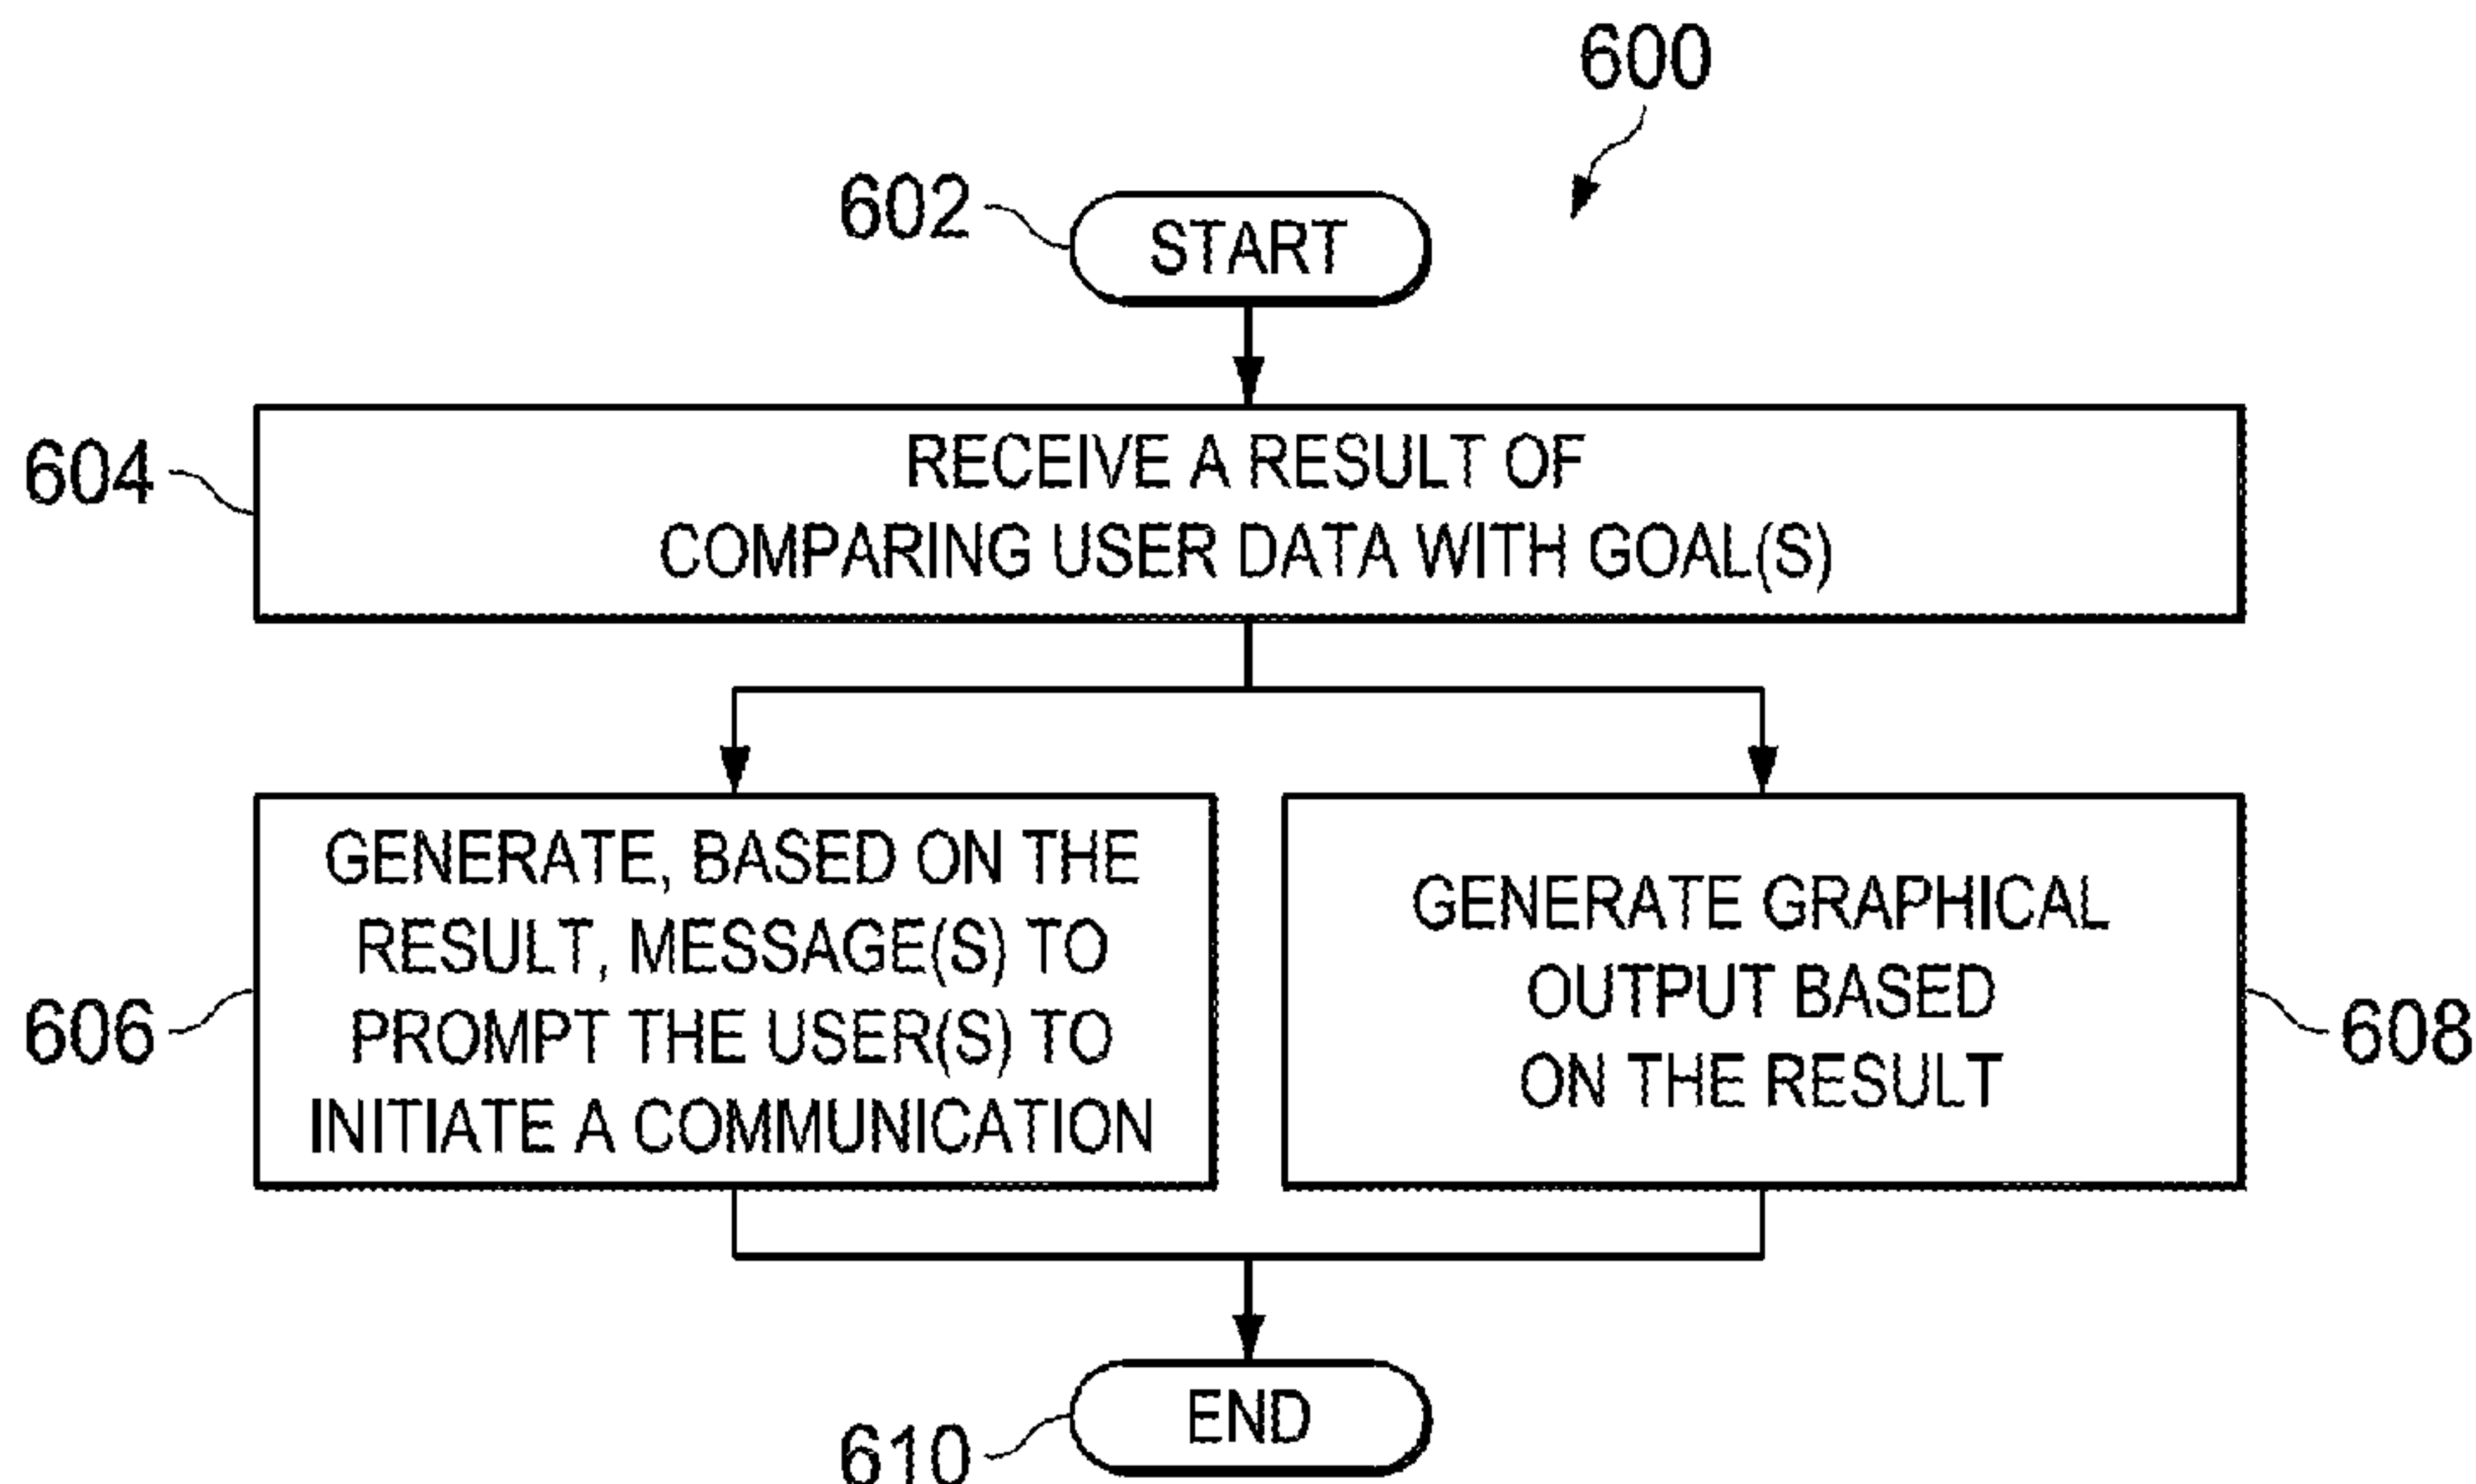 600
602
START
604
RECEIVE A RESULT OF
COMPARING USER DATA WITH GOAL(S)
GENERATE, BASED ON THE
RESULT, MESSAGE(S) TO
PROMPT THE USER(S) TO
INITIATE A COMMUNICATION
606
GENERATE GRAPHICAL
OUTPUT BASED
ON THE RESULT
608
END
610